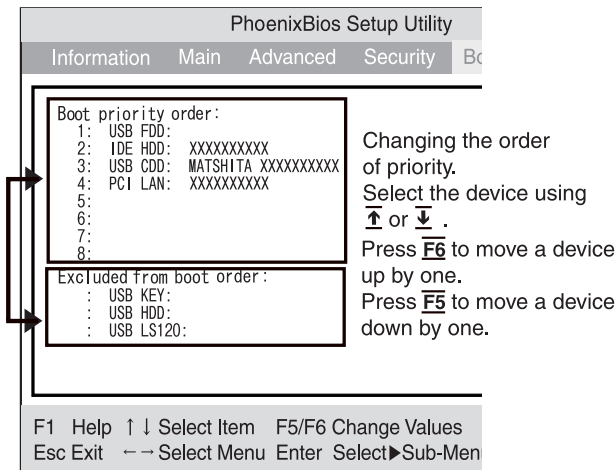 PhoenixBios Setup Utility
Information Main Advanced Security
Boot priority order:
1: USB FDD:
2: IDE HDD: XXXXXXXXXX
3: USB CDD: MATSHITA XXXXXXXXXX
4: PCI LAN: XXXXXXXXXX
5:
6:
7:
8:
Excluded from boot order:
: USB KEY:
: USB HDD:
: USB LS120:
Changing the order
of priority.
Select the device using
↑ or ↓ .
Press F6 to move a device
up by one.
Press F5 to move a device
down by one.
F1 Help ↑↓ Select Item F5/F6 Change Values
Esc Exit ←→ Select Menu Enter Select▶Sub-Menu